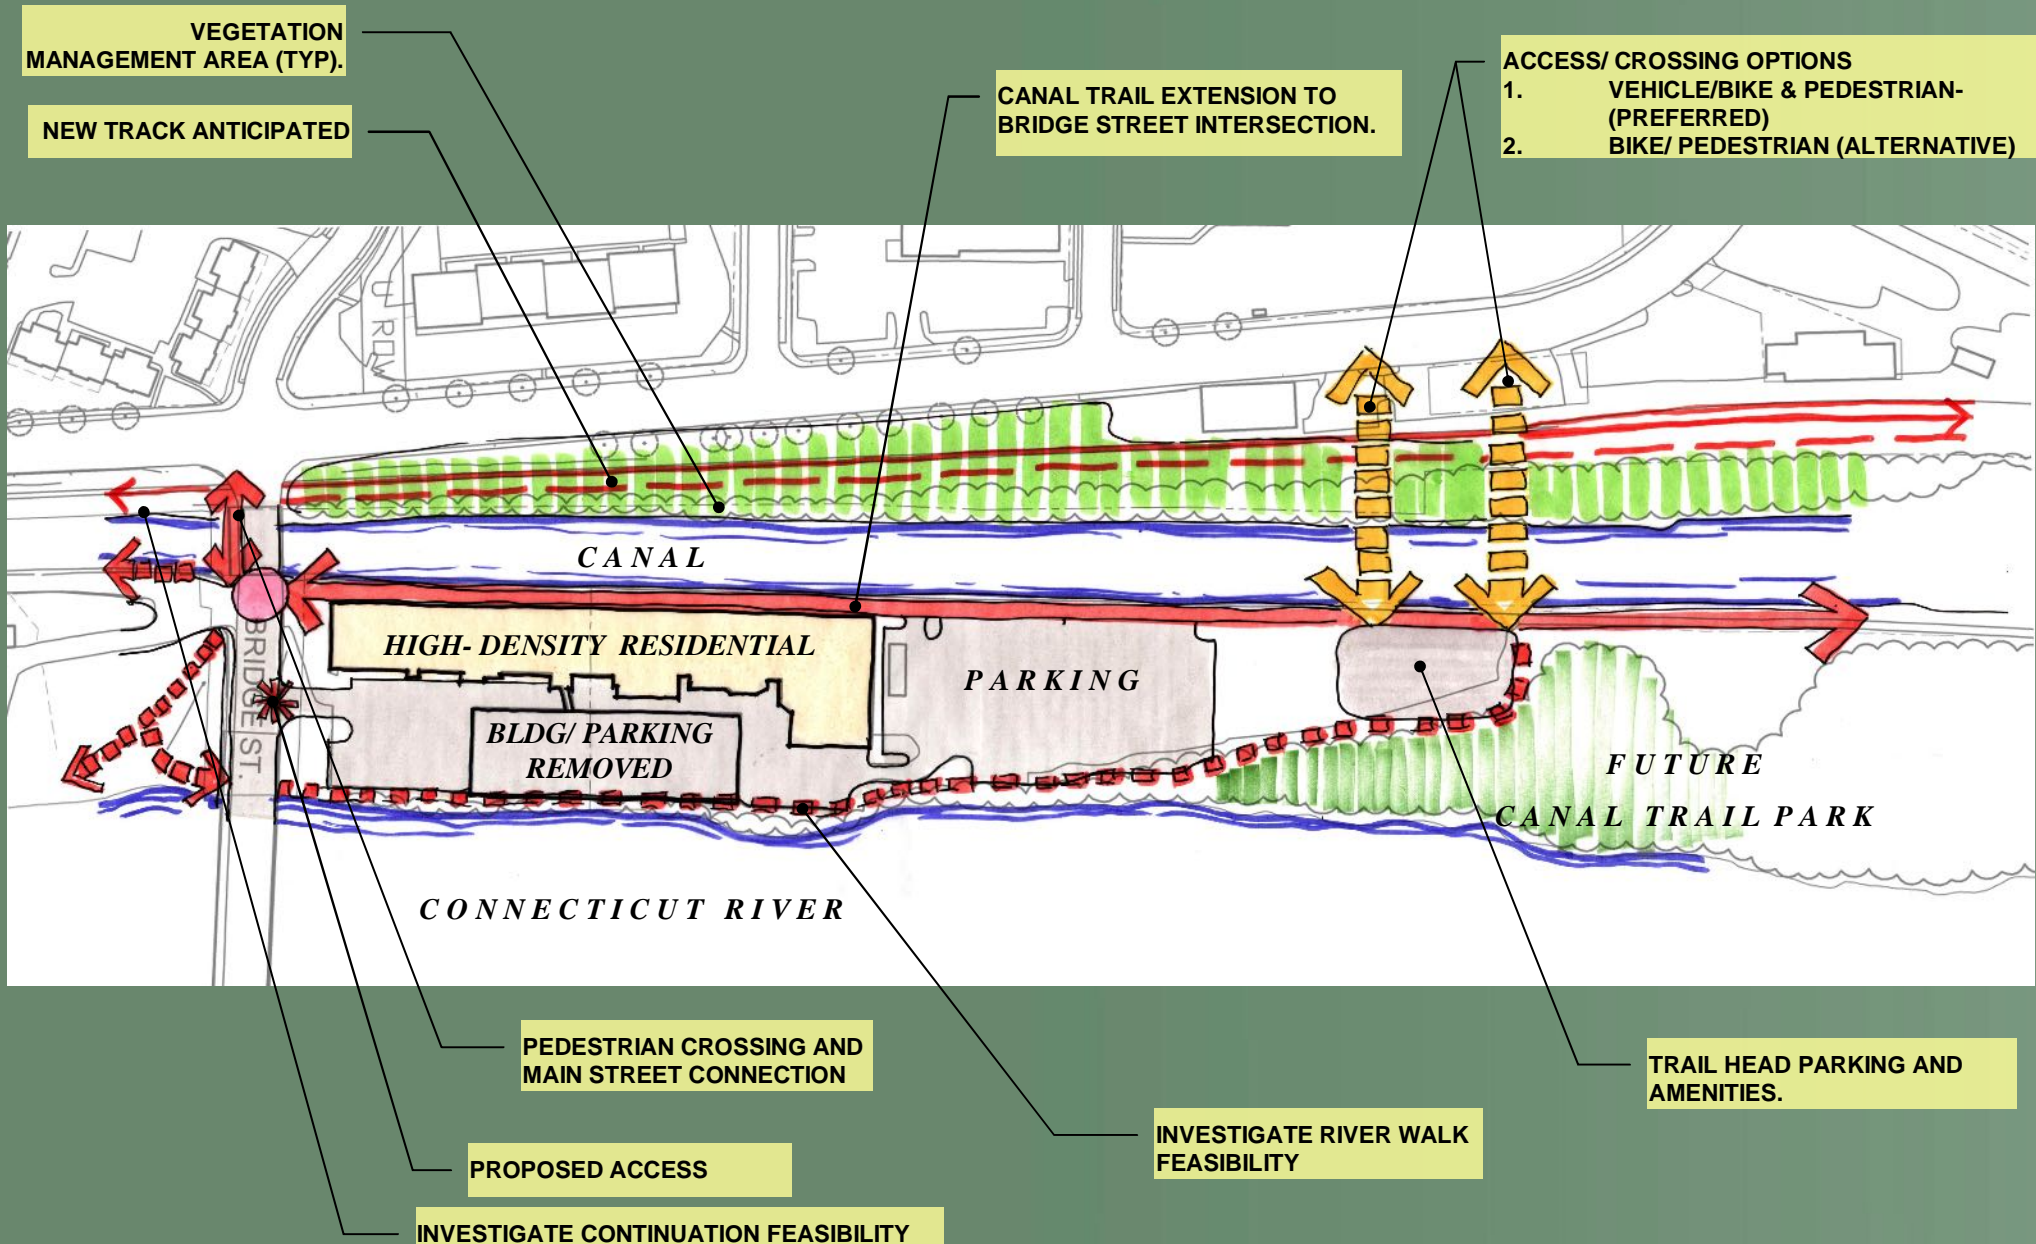 VEGETATION
MANAGEMENT AREA (TYP).
NEW TRACK ANTICIPATED
CANAL TRAIL EXTENSION TO
BRIDGE STREET INTERSECTION.
ACCESS/ CROSSING OPTIONS
1. VEHICLE/BIKE & PEDESTRIAN-
(PREFERRED)
2. BIKE/ PEDESTRIAN (ALTERNATIVE)
CANAL
HIGH- DENSITY RESIDENTIAL
PARKING
BRIDGE ST.
BLDG/ PARKING
REMOVED
FUTURE
CANAL TRAIL PARK
CONNECTICUT RIVER
PEDESTRIAN CROSSING AND
MAIN STREET CONNECTION
TRAIL HEAD PARKING AND
AMENITIES.
INVESTIGATE RIVER WALK
FEASIBILITY
PROPOSED ACCESS
INVESTIGATE CONTINUATION FEASIBILITY